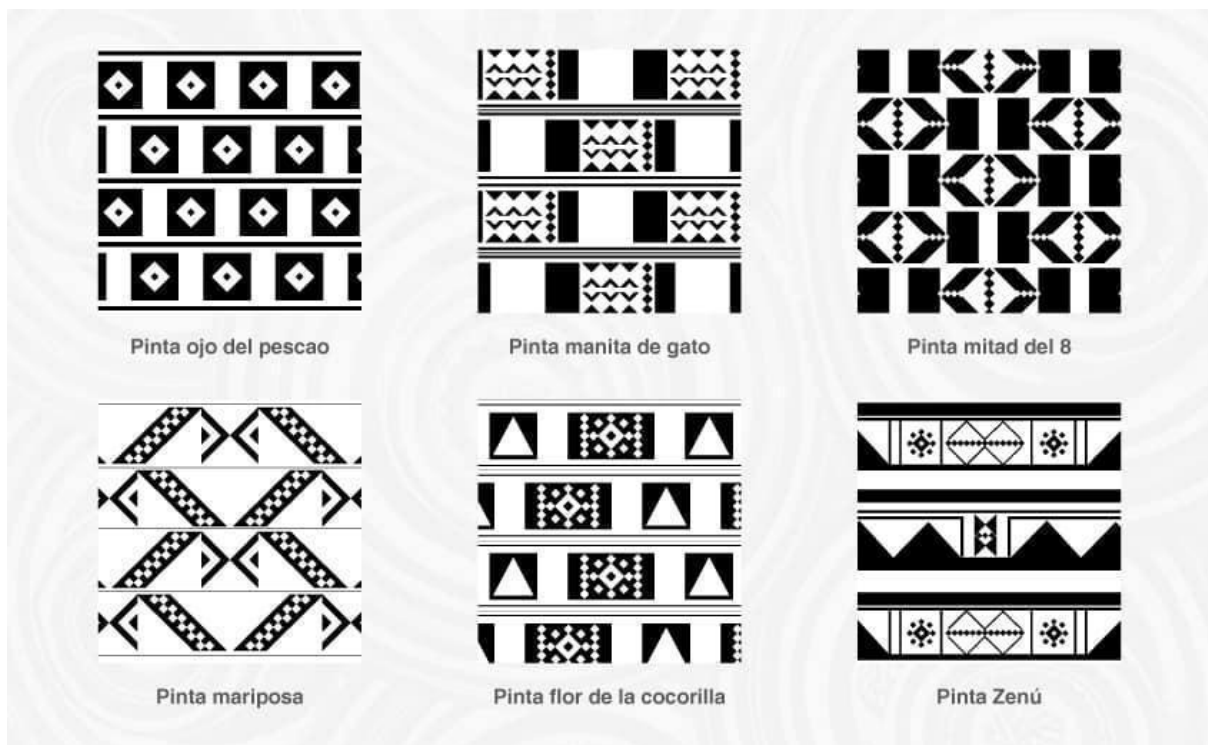 Pinta ojo del pescao
Pinta manita de gato
Pinta mitad del 8
Pinta mariposa
Pinta flor de la cocorilla
Pinta Zenú